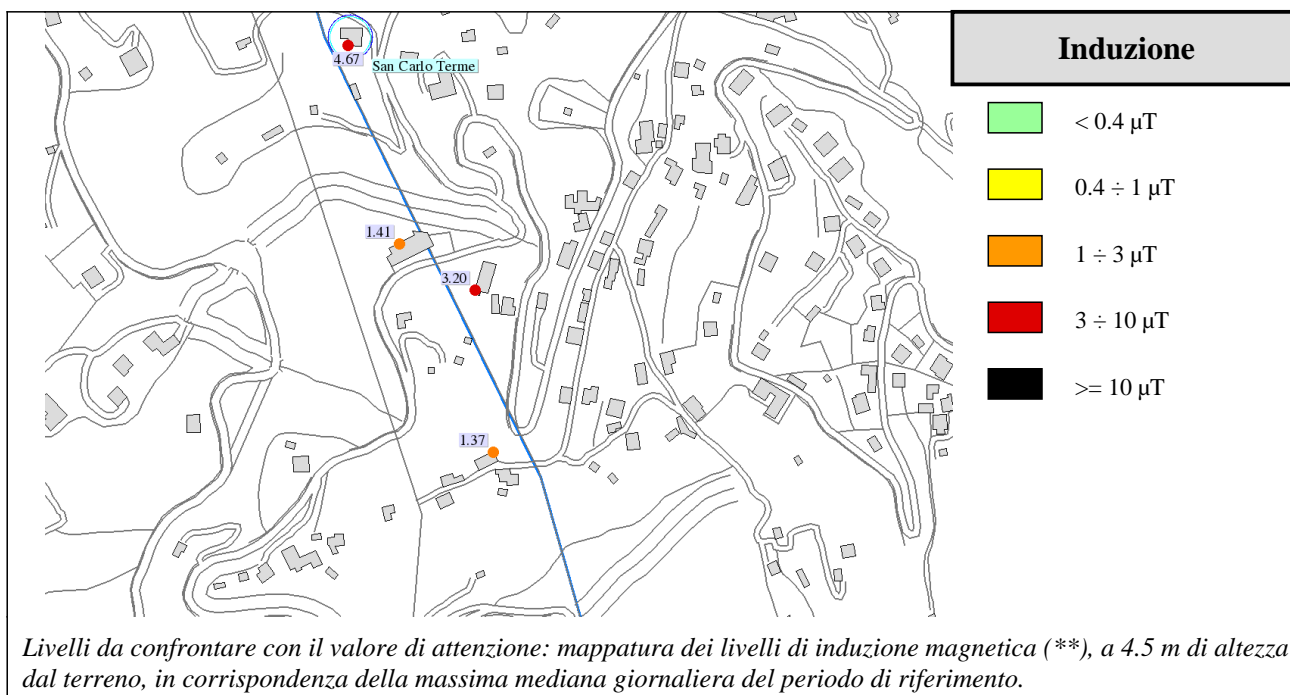 4.67
San Carlo Terme
1.41
3.20
1.37
Induzione
< 0.4 µT
0.4 ÷ 1 µT
1 ÷ 3 µT
3 ÷ 10 µT
>= 10 µT
Livelli da confrontare con il valore di attenzione: mappatura dei livelli di induzione magnetica (**), a 4.5 m di altezza
dal terreno, in corrispondenza della massima mediana giornaliera del periodo di riferimento.